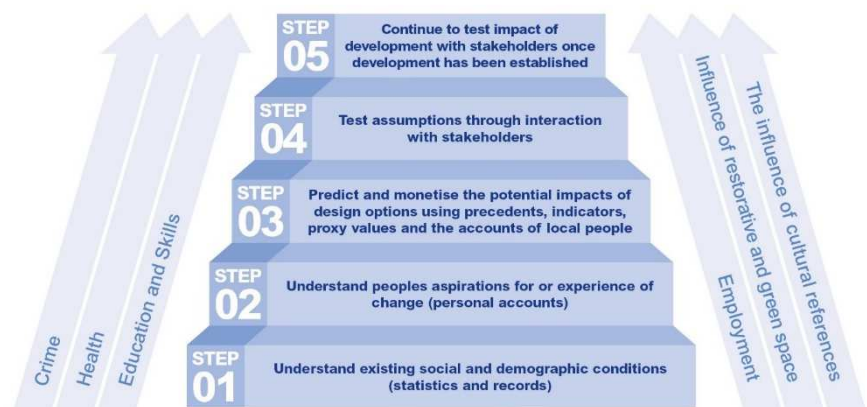 STEP
05
Continue to test impact of
development with stakeholders once
development has been established
STEP
04
Test assumptions through interaction
with stakeholders
STEP
03
Predict and monetise the potential impacts of
design options using precedents, indicators,
proxy values and the accounts of local people
STEP
02
Understand peoples aspirations for or experience of
change (personal accounts)
STEP
01
Understand existing social and demographic conditions
(statistics and records)
Crime
Health
Education and Skills
Employment
Influence of restorative and green space
The influence of cultural references